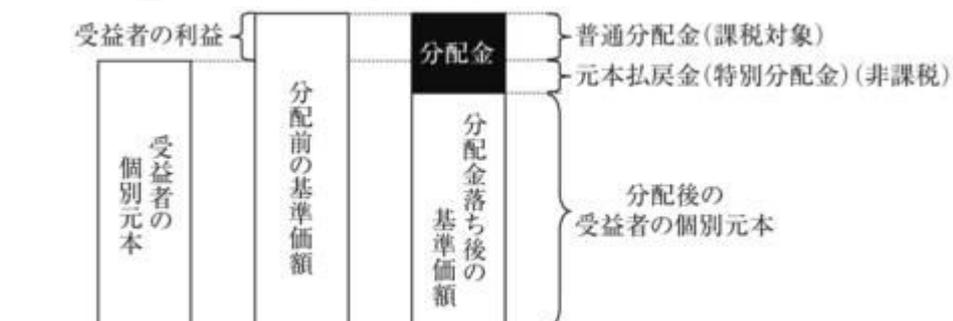 受益者の利益
分配金
普通分配金(課税対象)
元本払戻金(特別分配金)(非課税)
受益者の
個別元本
分配前の基準価額
分配金落ち後の
基準価額
分配後の
受益者の個別元本